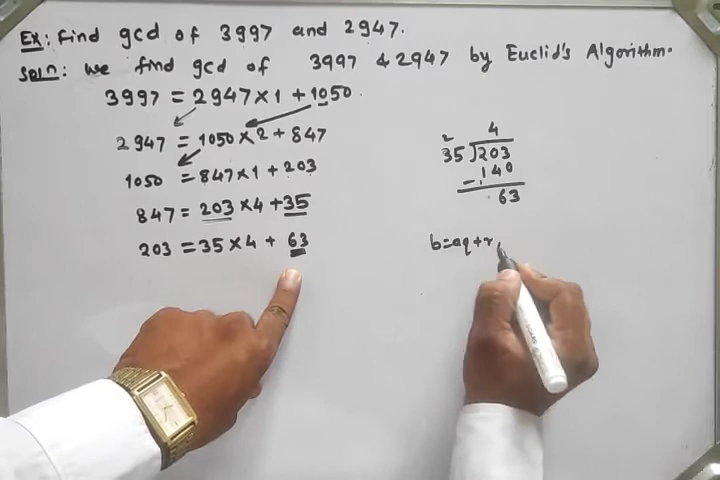 Ex: Find gcd of 3997 and 2947.
Soln: we find gcd of 3997 & 2947 by Euclid's Algorithm.
3997 = 2947×1 + 1050.
2947 = 1050×2 + 847
1050 = 847×1 + 203
847 = 203×4 + 35
203 = 35×4 + 63
2 4
35)203
-140
63
b=aq+r,